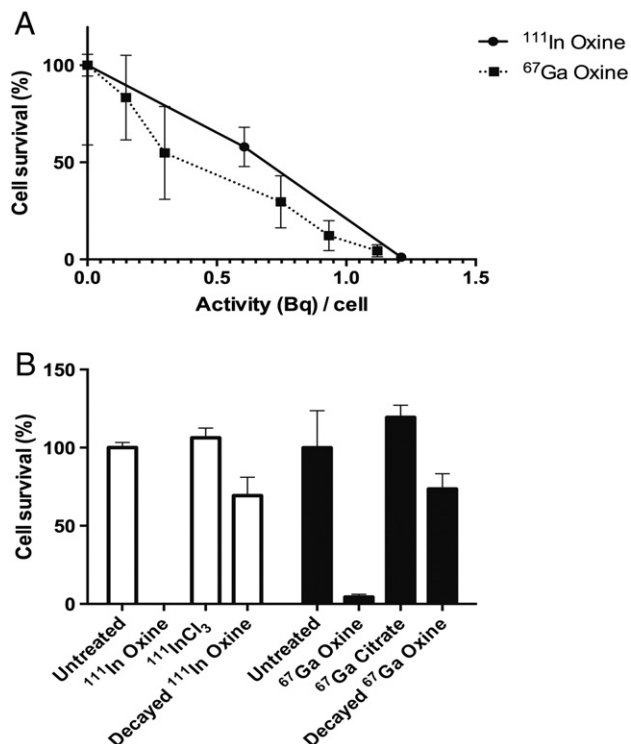 A
¹¹¹In Oxine
⁶⁷Ga Oxine
Cell survival (%)
100
50
0
0.0 0.5 1.0 1.5
Activity (Bq) / cell
B
Cell survival (%)
150
100
50
0
Untreated
¹¹¹In Oxine
¹¹¹InCl₃
Decayed ¹¹¹In Oxine
Untreated
⁶⁷Ga Oxine
⁶⁷Ga Citrate
Decayed ⁶⁷Ga Oxine